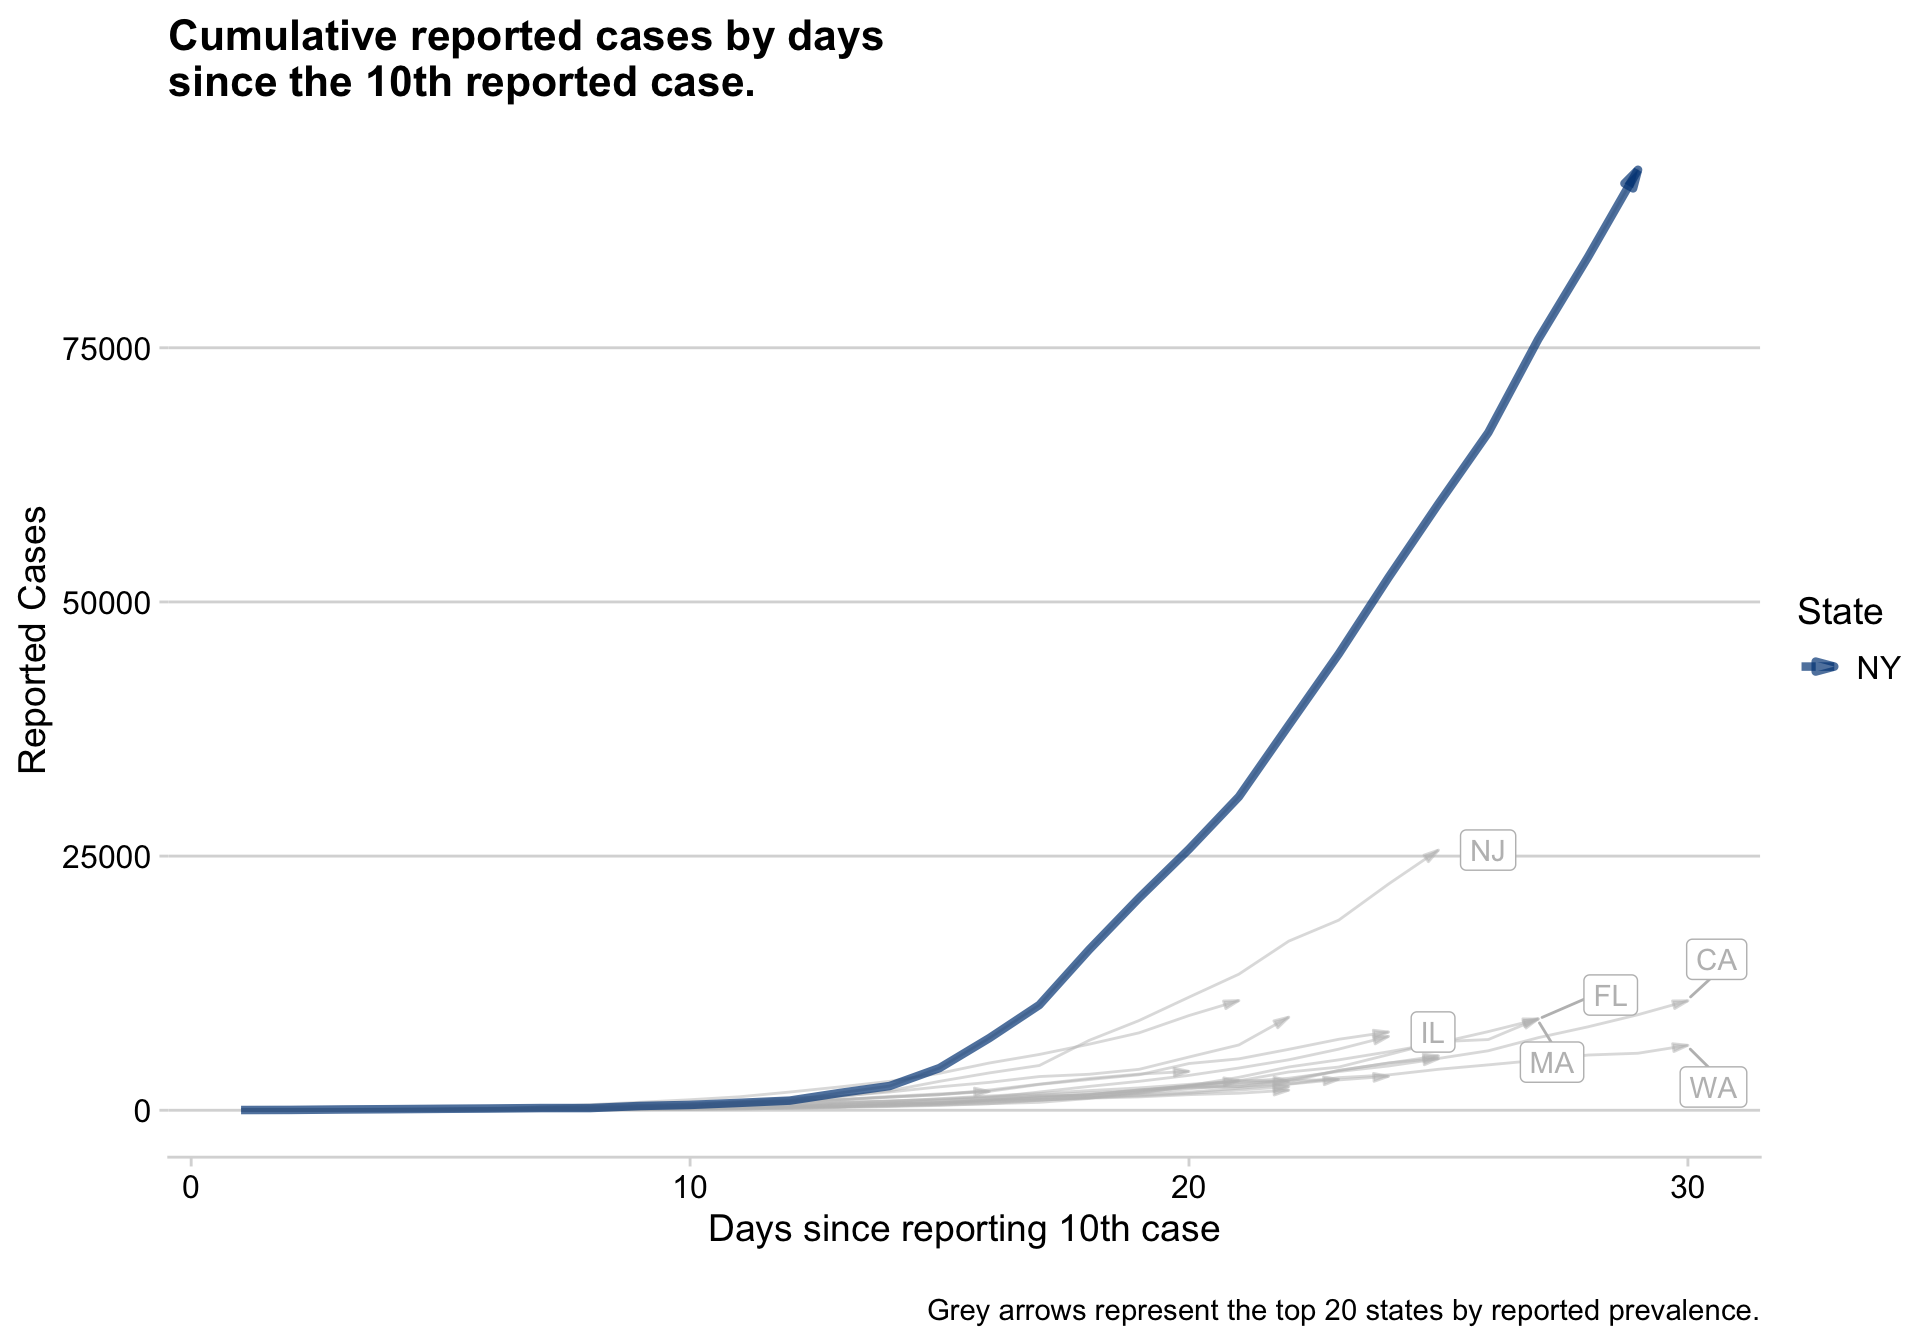 Cumulative reported cases by days
since the 10th reported case.
75000
50000
25000
0
Reported Cases
NJ
CA
FL
IL
MA
WA
State
NY
0
10
20
30
Days since reporting 10th case
Grey arrows represent the top 20 states by reported prevalence.